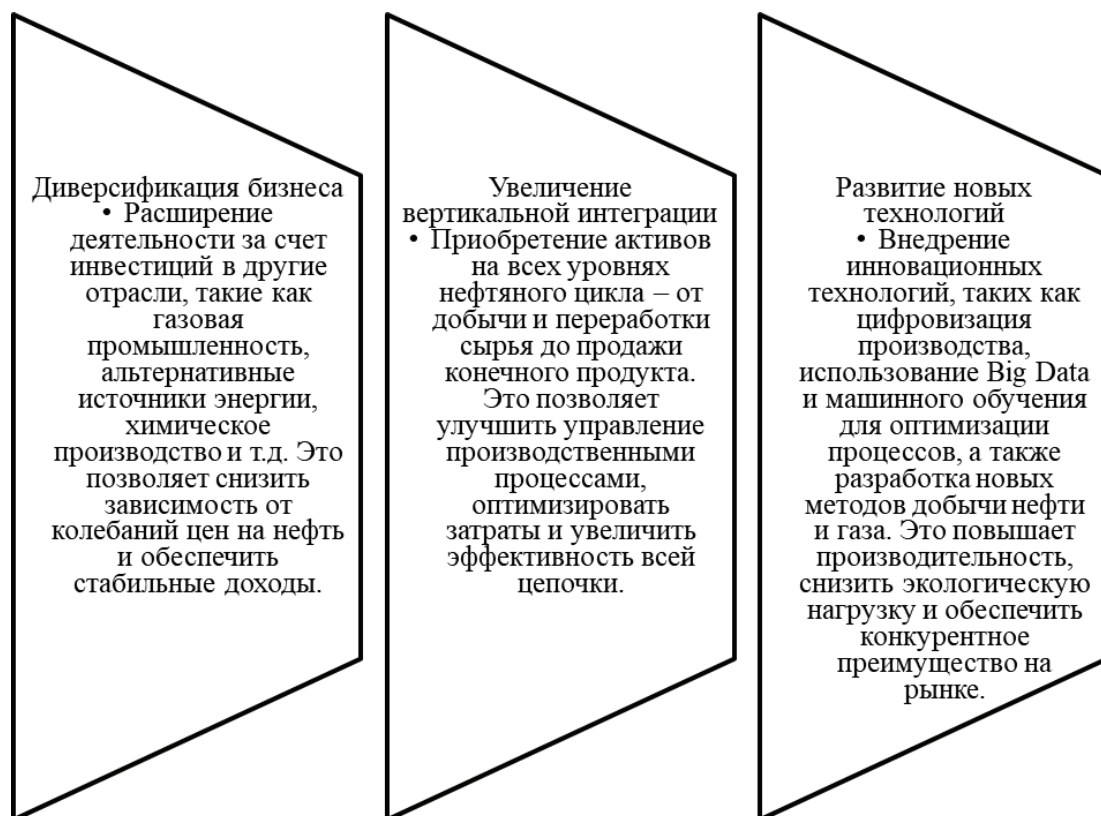 Диверсификация бизнеса
• Расширение
деятельности за счет
инвестиций в другие
отрасли, такие как
газовая
промышленность,
альтернативные
источники энергии,
химическое
производство и т.д. Это
позволяет снизить
зависимость от
колебаний цен на нефть
и обеспечить
стабильные доходы.
Увеличение
вертикальной интеграции
• Приобретение активов
на всех уровнях
нефтяного цикла – от
добычи и переработки
сырья до продажи
конечного продукта.
Это позволяет
улучшить управление
производственными
процессами,
оптимизировать
затраты и увеличить
эффективность всей
цепочки.
Развитие новых
технологий
• Внедрение
инновационных
технологий, таких как
цифровизация
производства,
использование Big Data
и машинного обучения
для оптимизации
процессов, а также
разработка новых
методов добычи нефти
и газа. Это повышает
производительность,
снизить экологическую
нагрузку и обеспечить
конкурентное
преимущество на
рынке.